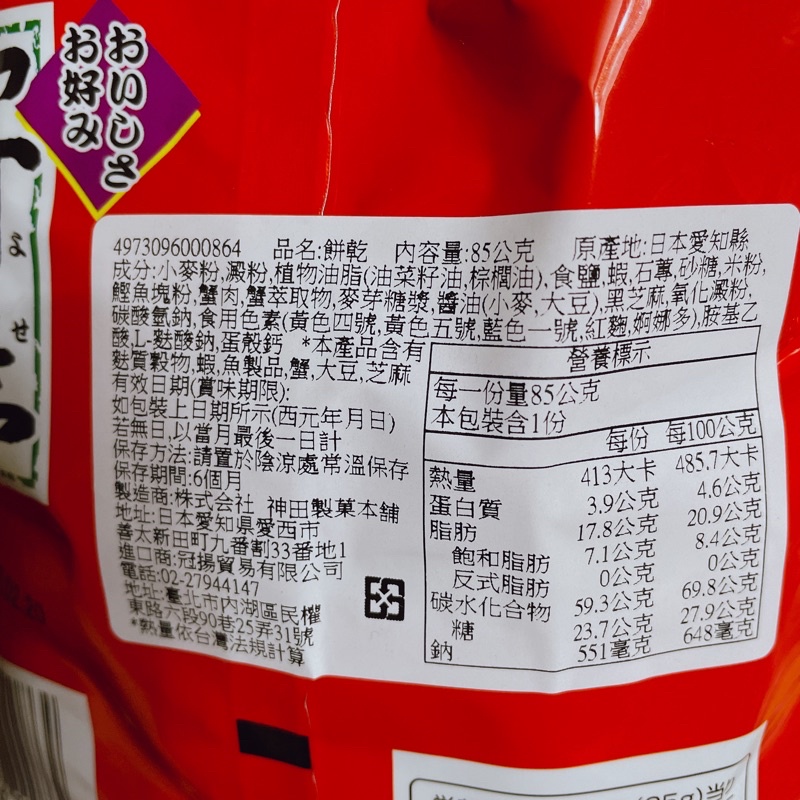 おいしさ
お好み
よせ
4973096000864 品名:餅乾 內容量:85公克 原產地:日本愛知縣
成分:小麥粉,澱粉,植物油脂(油菜籽油,棕櫚油),食鹽,蝦,石蓴,砂糖,米粉,
鰹魚塊粉,蟹肉,蟹萃取物,麥芽糖漿,醬油(小麥,大豆),黑芝麻,氧化澱粉,
碳酸氫鈉,食用色素(黃色四號,黃色五號,藍色一號,紅麴,婀娜多),胺基乙
酸,L-麩酸鈉,蛋殼鈣 *本產品含有
麩質穀物,蝦,魚製品,蟹,大豆,芝麻
有效日期(賞味期限):
如包裝上日期所示(西元年月日)
若無日,以當月最後一日計
保存方法:請置於陰涼處常溫保存
保存期間:6個月
製造商:株式会社 神田製菓本舗
地址:日本愛知県愛西市
善太新田町九番割33番地1
進口商:冠揚貿易有限公司
電話:02-27944147
地址:臺北市內湖區民權
東路六段90巷25弄31號
*熱量依台灣法規計算
營養標示
每一份量85公克
本包裝含1份
每份 每100公克
熱量 413大卡 485.7大卡
蛋白質 3.9公克 4.6公克
脂肪 17.8公克 20.9公克
飽和脂肪 7.1公克 8.4公克
反式脂肪 0公克 0公克
碳水化合物 59.3公克 69.8公克
糖 23.7公克 27.9公克
鈉 551毫克 648毫克